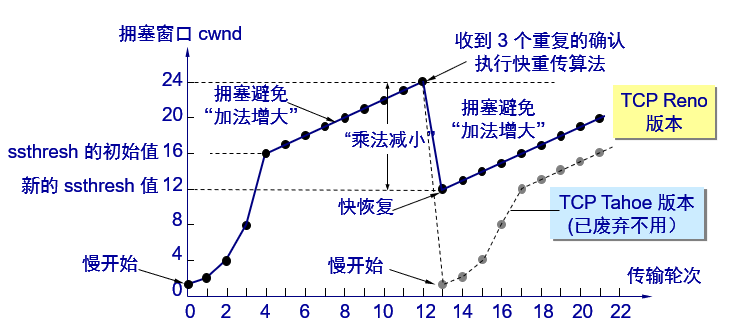 拥塞窗口 cwnd
收到 3 个重复的确认
执行快重传算法
24
拥塞避免
“加法增大”
拥塞避免
“加法增大”
TCP Reno
版本
20
“乘法减小”
ssthresh 的初始值
16
新的 ssthresh 值
12
快恢复
TCP Tahoe 版本
(已废弃不用）
8
慢开始
4
慢开始
传输轮次
0
0 2 4 6 8 10 12 14 16 18 20 22